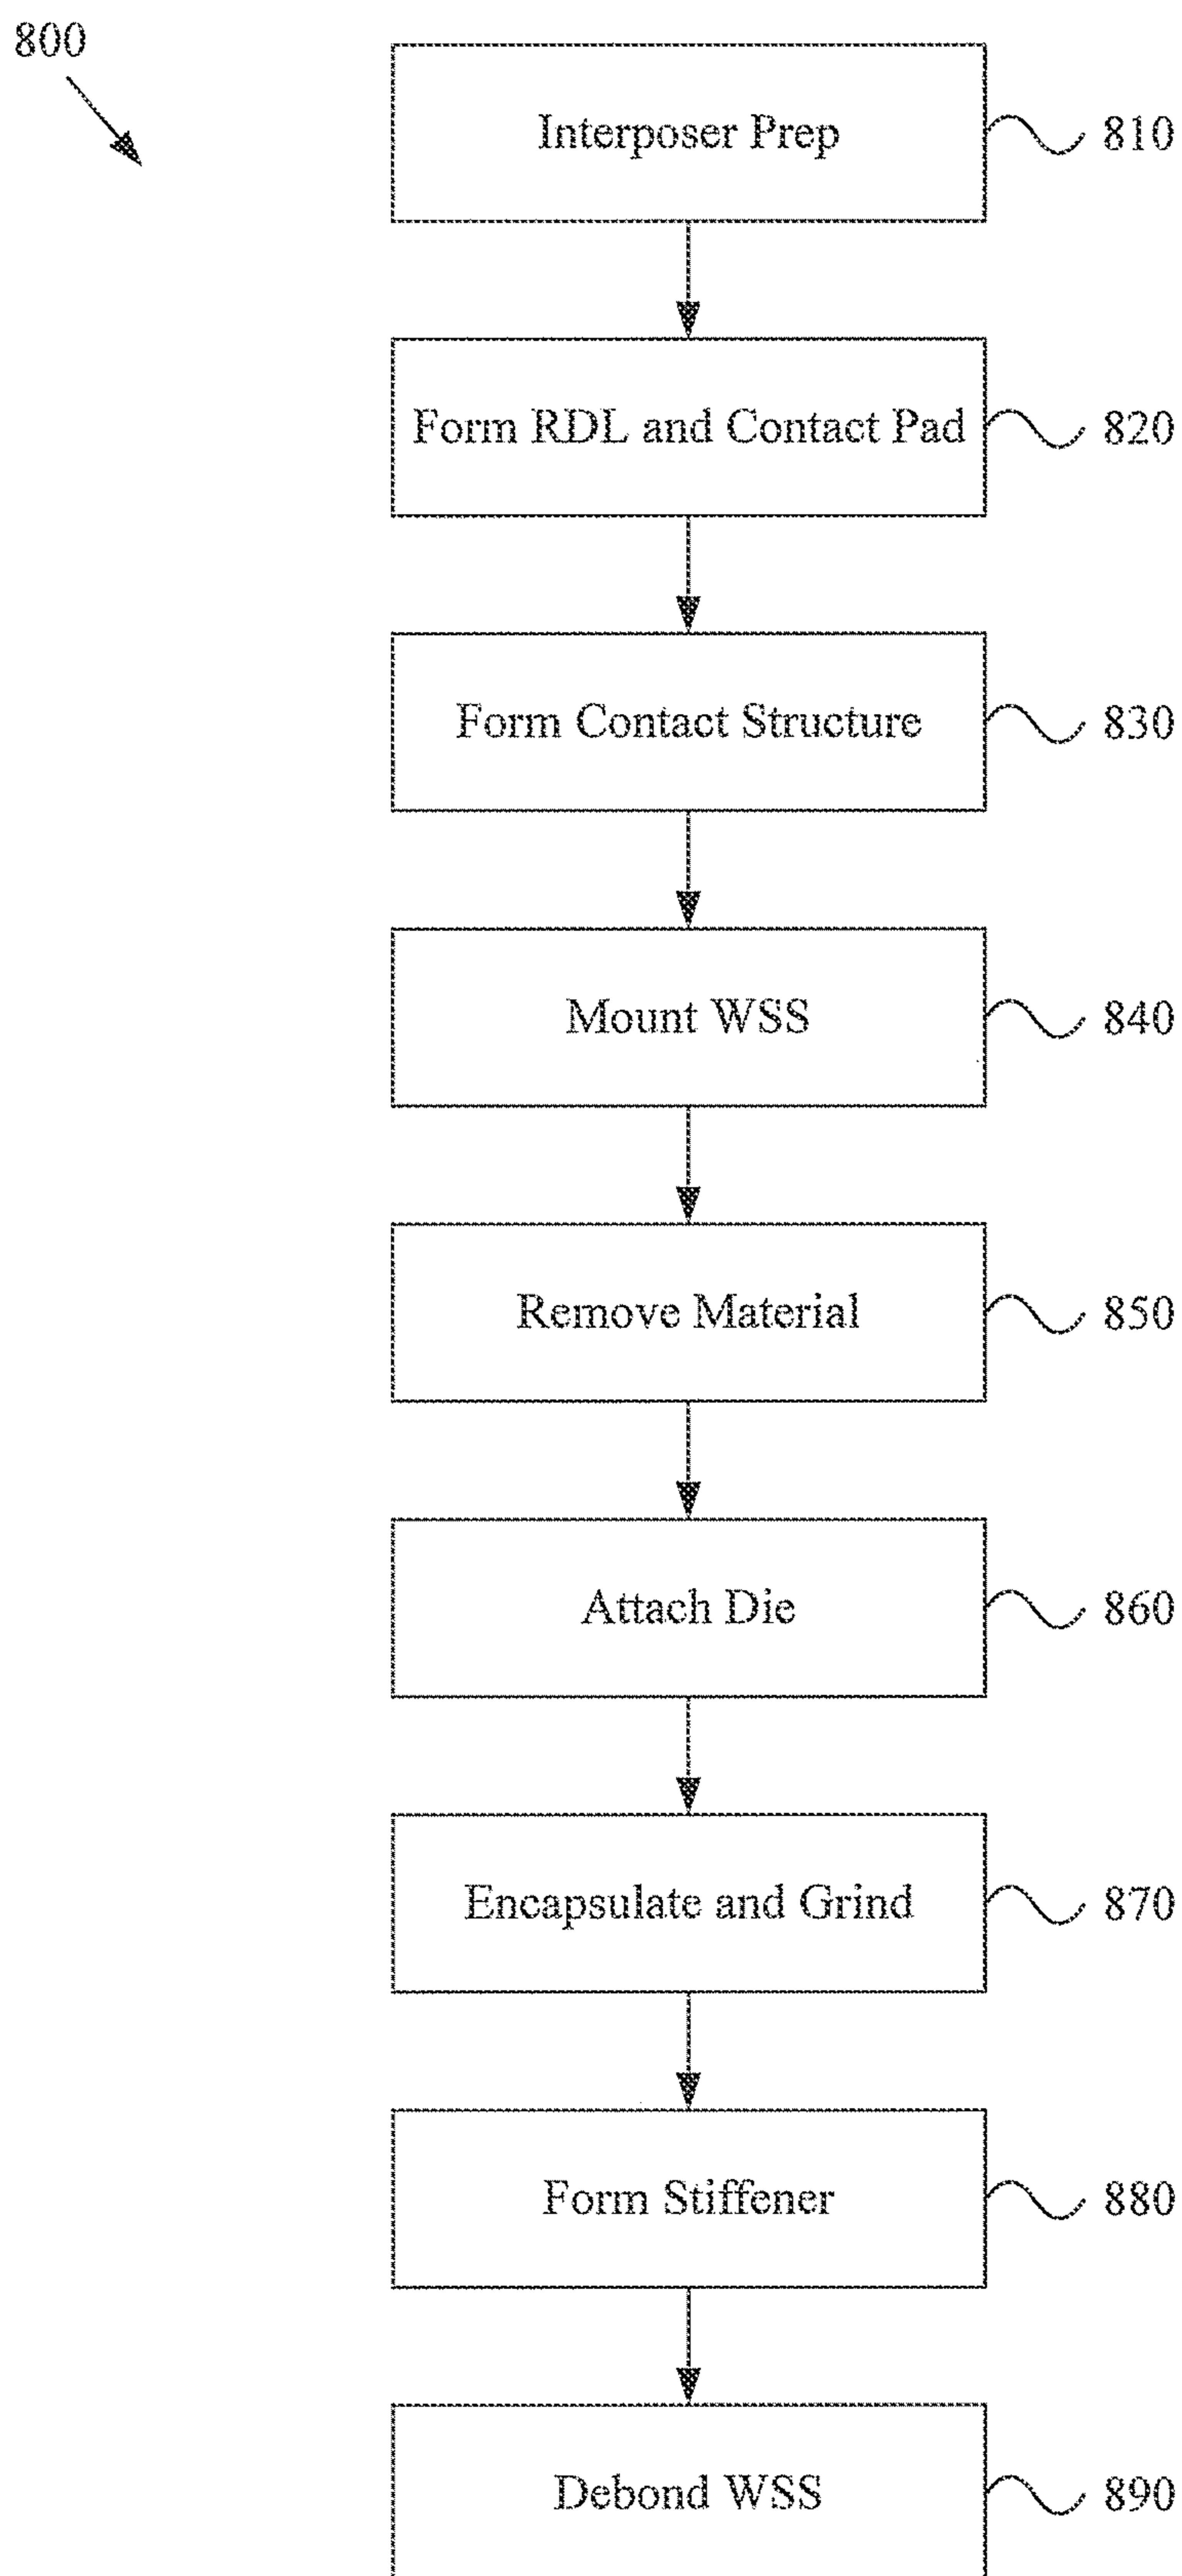 800
Interposer Prep
810
Form RDL and Contact Pad
820
Form Contact Structure
830
Mount WSS
840
Remove Material
850
Attach Die
860
Encapsulate and Grind
870
Form Stiffener
880
Debond WSS
890